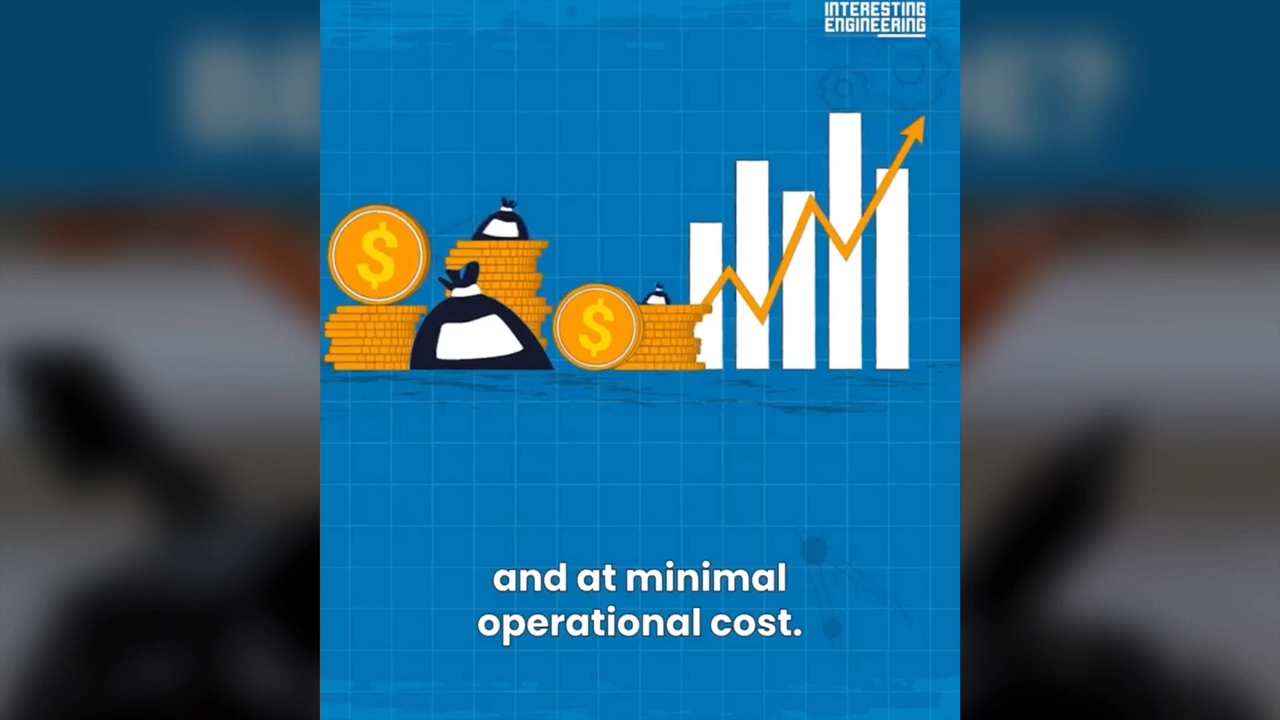 INTERESTING
ENGINEERING
$
$
and at minimal
operational cost.